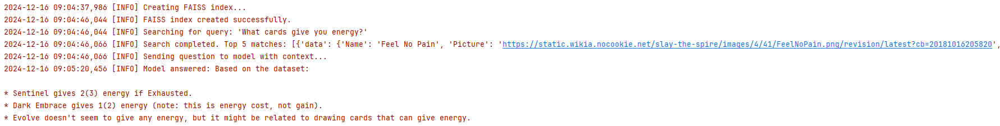 2024-12-16 09:04:37,986 [INFO] Creating FAISS index...
2024-12-16 09:04:46,044 [INFO] FAISS index created successfully.
2024-12-16 09:04:46,044 [INFO] Searching for query: 'What cards give you energy?'
2024-12-16 09:04:46,066 [INFO] Search completed. Top 5 matches: [{'data': {'Name': 'Feel No Pain', 'Picture': 'https://static.wikia.nocookie.net/slay-the-spire/images/4/41/FeelNoPain.png/revision/latest?cb=20181016205820',
2024-12-16 09:04:46,066 [INFO] Sending question to model with context...
2024-12-16 09:05:20,456 [INFO] Model answered: Based on the dataset:
* Sentinel gives 2(3) energy if Exhausted.
* Dark Embrace gives 1(2) energy (note: this is energy cost, not gain).
* Evolve doesn't seem to give any energy, but it might be related to drawing cards that can give energy.